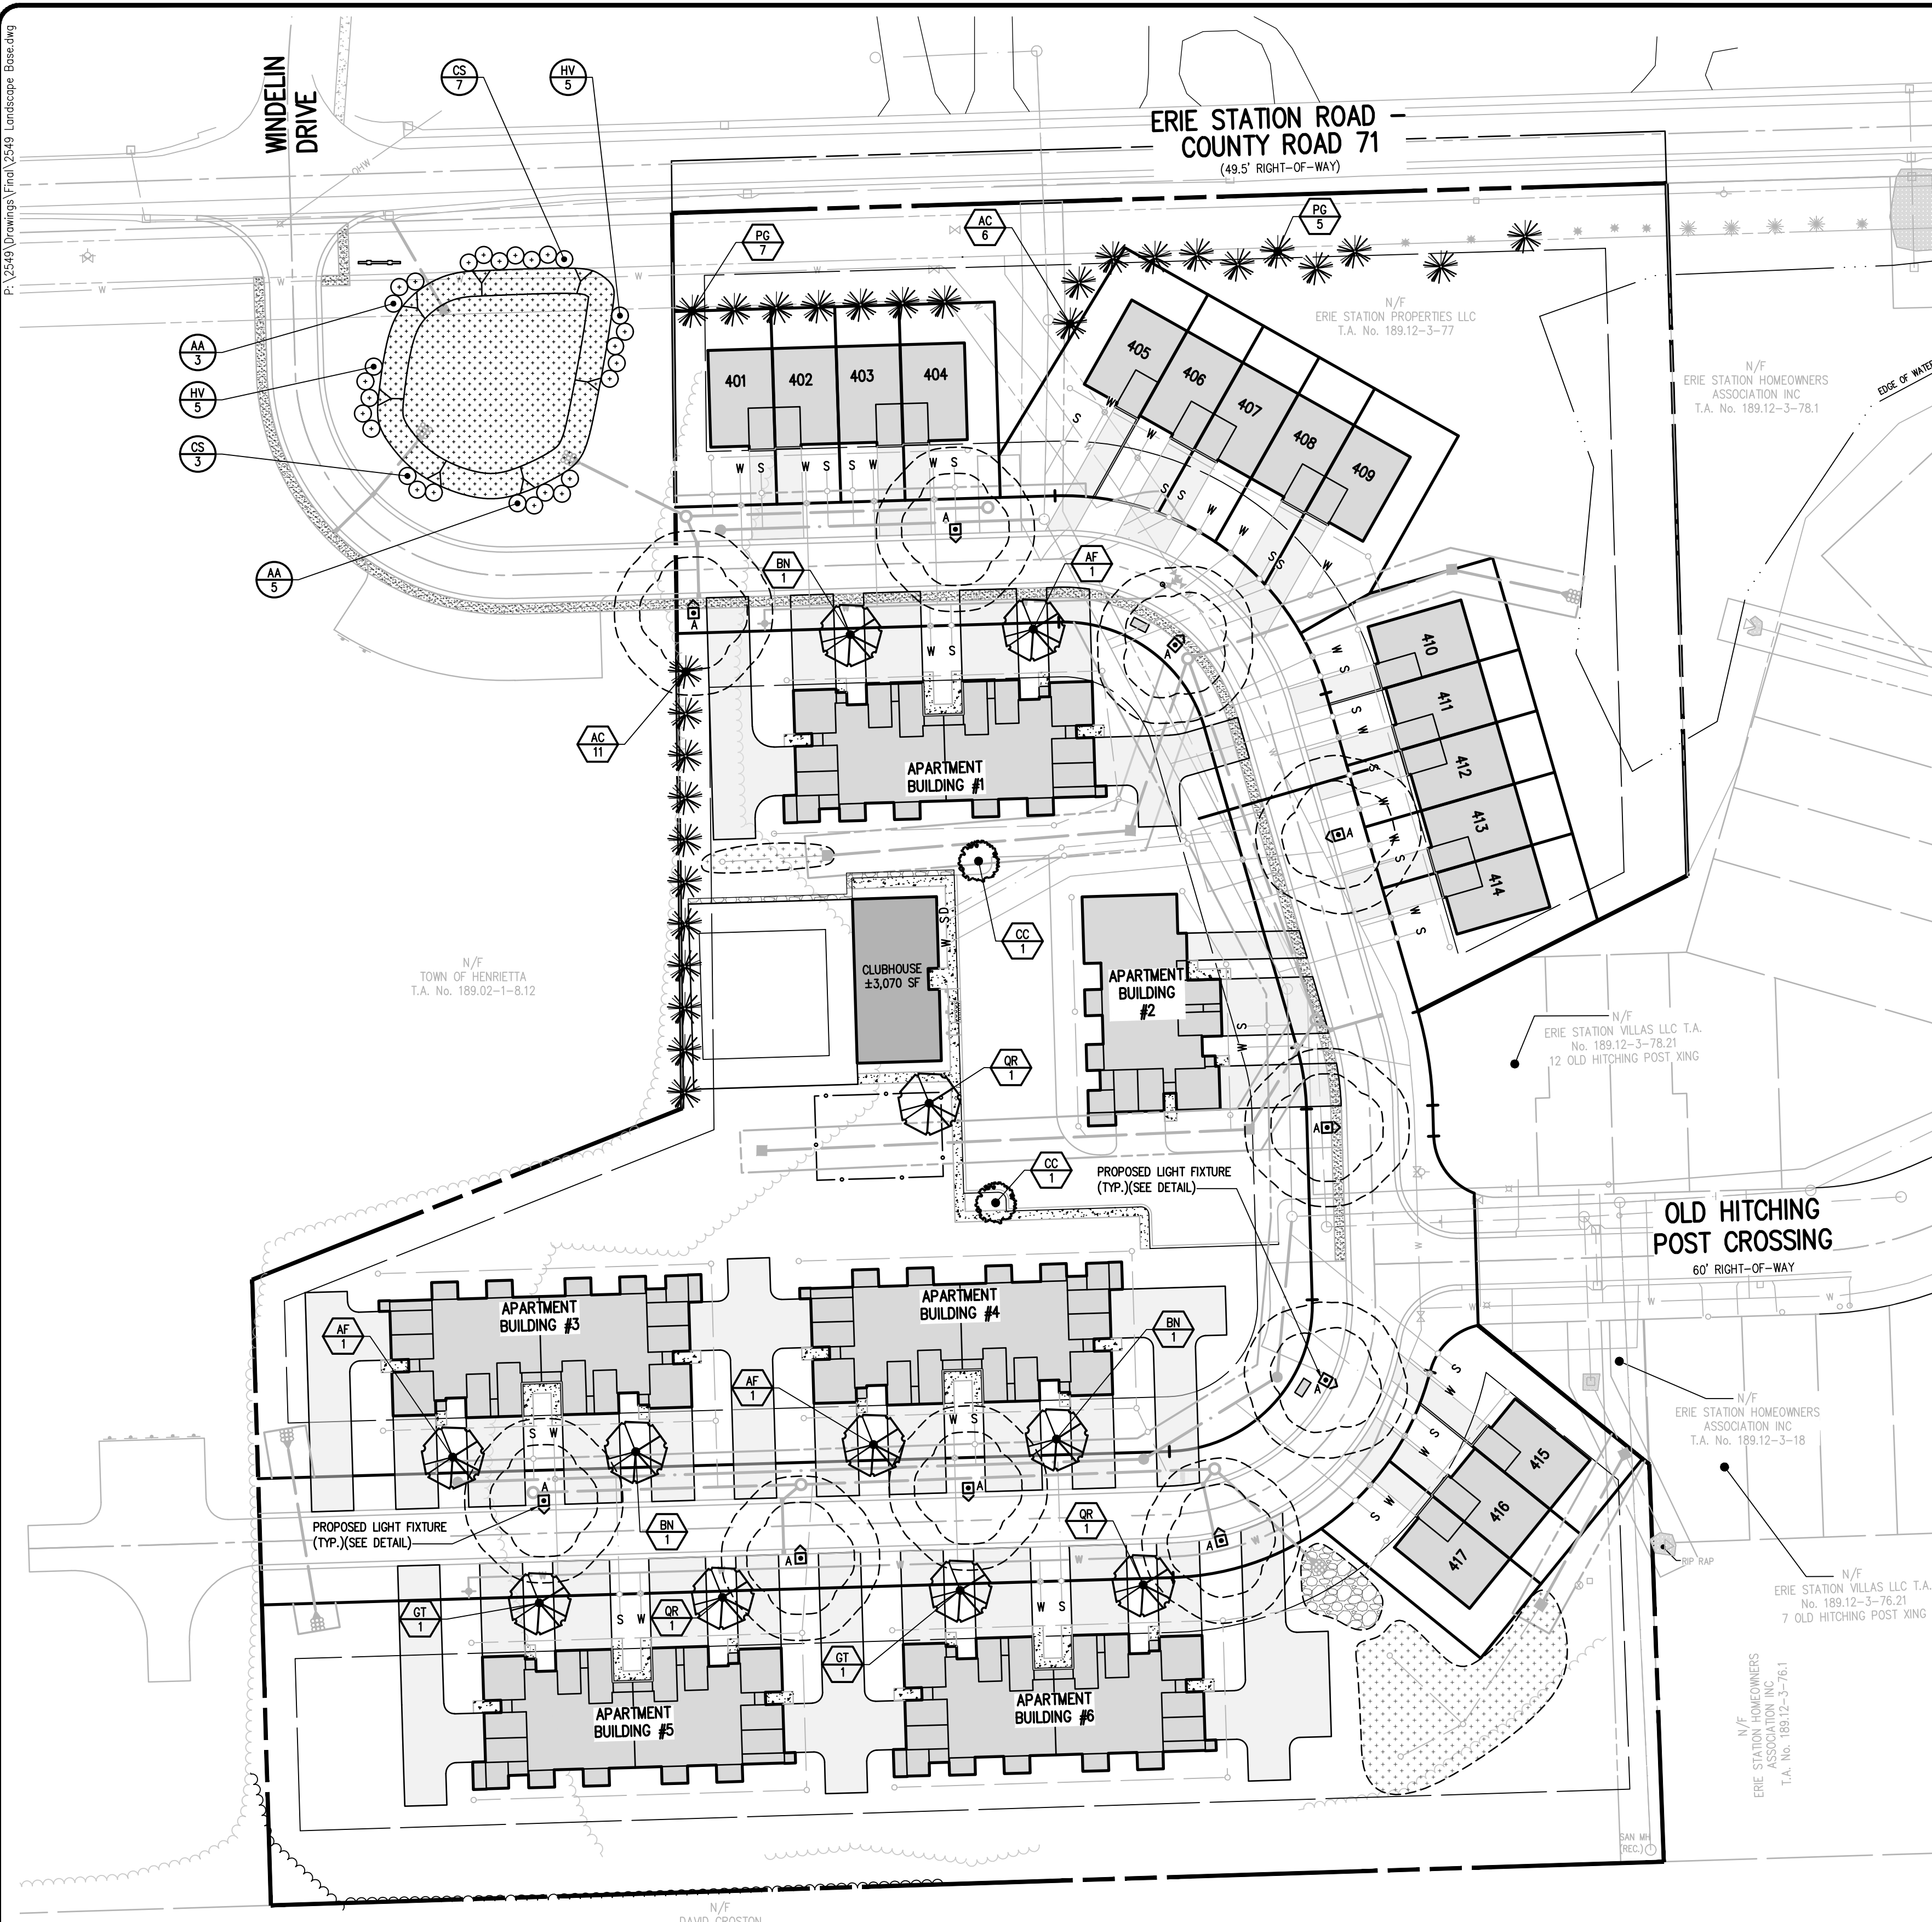 P: \2549\Drawings\Final\2549 Landscape Base.dwg
WINDELIN
DRIVE
CS
7
HV
5
ERIE STATION ROAD -
COUNTY ROAD 71
(49.5' RIGHT-OF-WAY)
OHW
PG
7
AC
6
PG
5
AA
3
HV
5
CS
3
AA
5
N/F
ERIE STATION PROPERTIES LLC
T.A. No. 189.12-3-77
N/F
ERIE STATION HOMEOWNERS
ASSOCIATION INC
T.A. No. 189.12-3-78.1
401
402
403
404
405
406
407
408
409
W S W S S W W S
BN
1
AF
1
A
A
A
W S
410
411
412
413
414
AC
11
APARTMENT
BUILDING #1
A
CC
1
CLUBHOUSE
±3,070 SF
W
SD
APARTMENT
BUILDING
#2
N/F
TOWN OF HENRIETTA
T.A. No. 189.02-1-8.12
N/F
ERIE STATION VILLAS LLC T.A.
No. 189.12-3-78.21
12 OLD HITCHING POST XING
QR
1
A
CC
1
PROPOSED LIGHT FIXTURE
(TYP.)(SEE DETAIL)
OLD HITCHING
POST CROSSING
60' RIGHT-OF-WAY
APARTMENT
BUILDING #3
APARTMENT
BUILDING #4
AF
1
AF
1
BN
1
A
N/F
ERIE STATION HOMEOWNERS
ASSOCIATION INC
T.A. No. 189.12-3-18
S W
W S
415
416
417
A
A
PROPOSED LIGHT FIXTURE
(TYP.)(SEE DETAIL)
BN
1
QR
1
A
A
RIP RAP
N/F
ERIE STATION VILLAS LLC T.A.
No. 189.12-3-76.21
7 OLD HITCHING POST XING
GT
1
QR
1
GT
1
S W
W S
APARTMENT
BUILDING #5
APARTMENT
BUILDING #6
N/F
ERIE STATION HOMEOWNERS
ASSOCIATION INC
T.A. No. 189.12-3-76.1
SAN MH
(REC.)
N/F
DAVID CROSTON